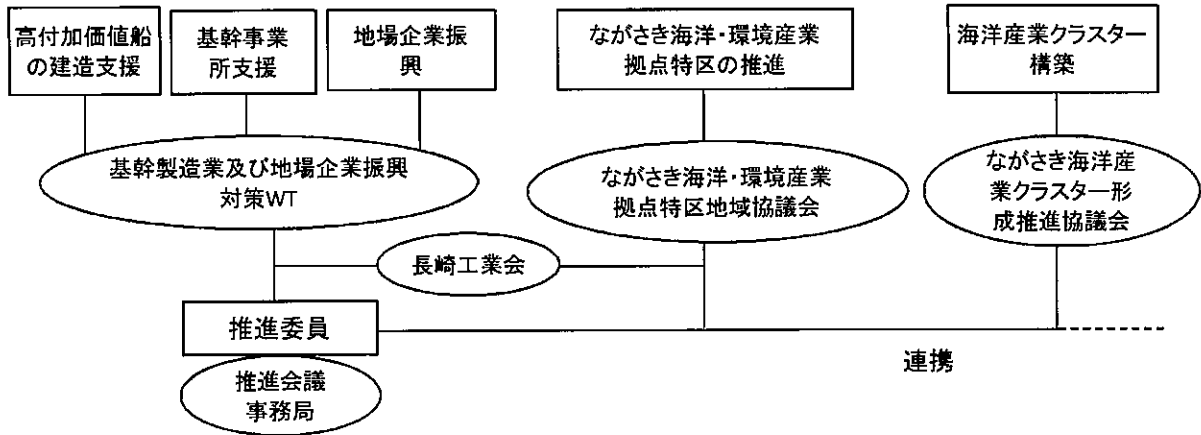 高付加価値船
の建造支援
基幹事業
所支援
地場企業振
興
ながさき海洋・環境産業
拠点特区の推進
海洋産業クラスター
構築
基幹製造業及び地場企業振興
対策WT
ながさき海洋・環境産業
拠点特区地域協議会
ながさき海洋産
業クラスター形
成推進協議会
長崎工業会
推進委員
連携
推進会議
事務局